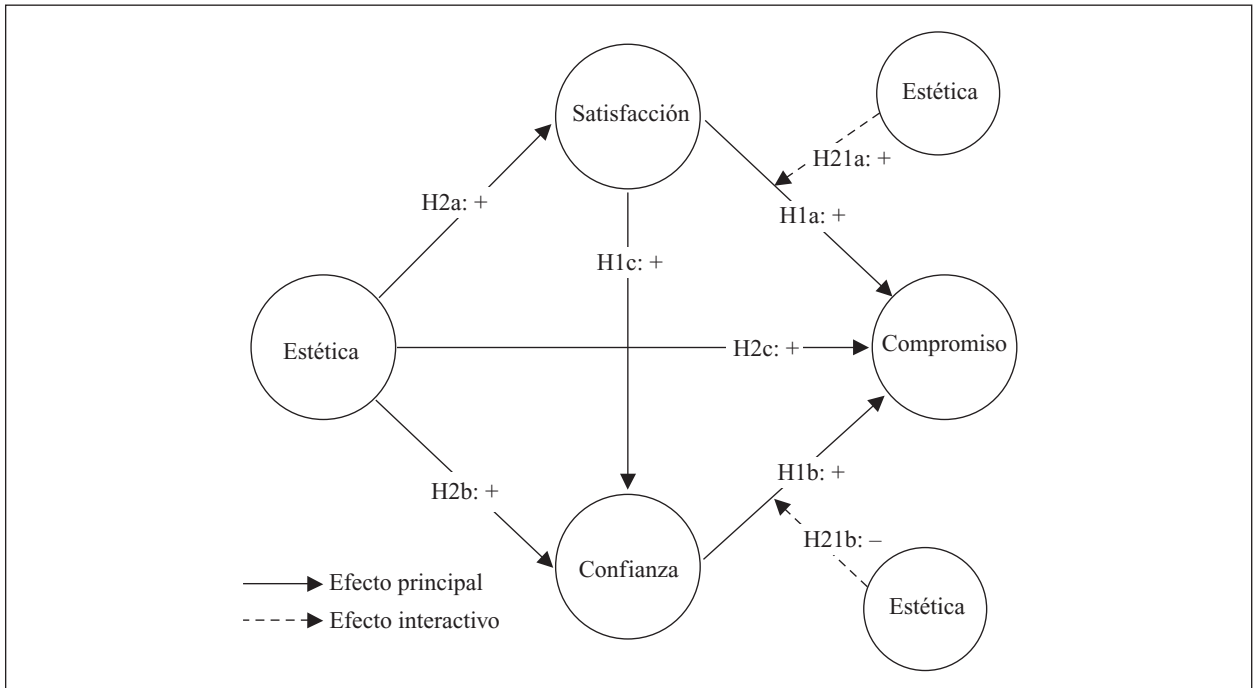 Estética
Satisfacción
H21a: +
H2a: +
H1a: +
H1c: +
Estética
H2c: +
Compromiso
H2b: +
H1b: +
H21b: –
Confianza
Estética
Efecto principal
Efecto interactivo